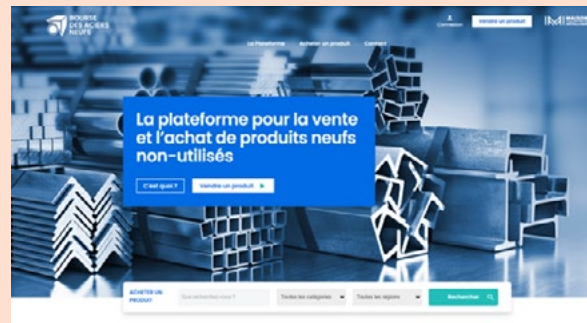 BOURSE
DES ACIERS
NEUFS
Connexion
Vendre un produit
MAISON
La Plateforme Acheter un produit Contact
La plateforme pour la vente
et l'achat de produits neufs
non-utilisés
C'est quoi ?
Vendre un produit
ACHETER UN
PRODUIT
Que recherchez-vous ?
Toutes les catégories
Toutes les régions
Rechercher